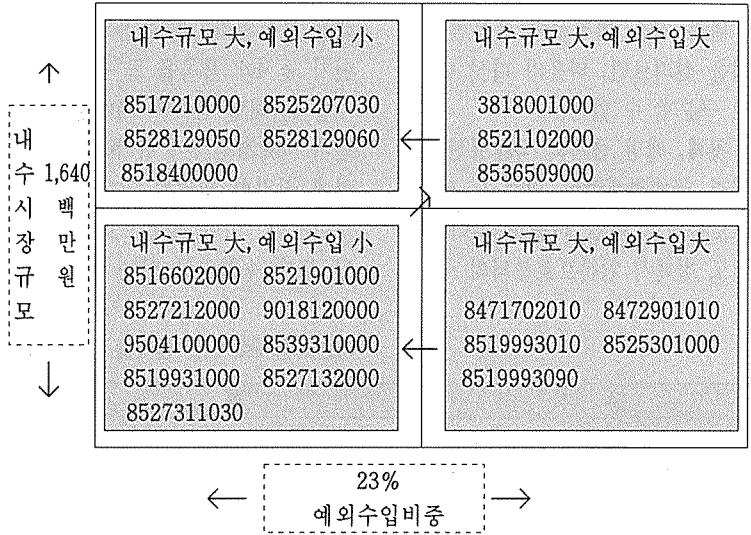 내수규모 大, 예외수입 小
8517210000 8525207030
8528129050 8528129060
8518400000
내수규모 大, 예외수입大
3818001000
8521102000
8536509000
내수시장규모
1,640백만원
내수규모 大, 예외수입 小
8516602000 8521901000
8527212000 9018120000
9504100000 8539310000
8519931000 8527132000
8527311030
내수규모 大, 예외수입大
8471702010 8472901010
8519993010 8525301000
8519993090
23%
예외수입비중